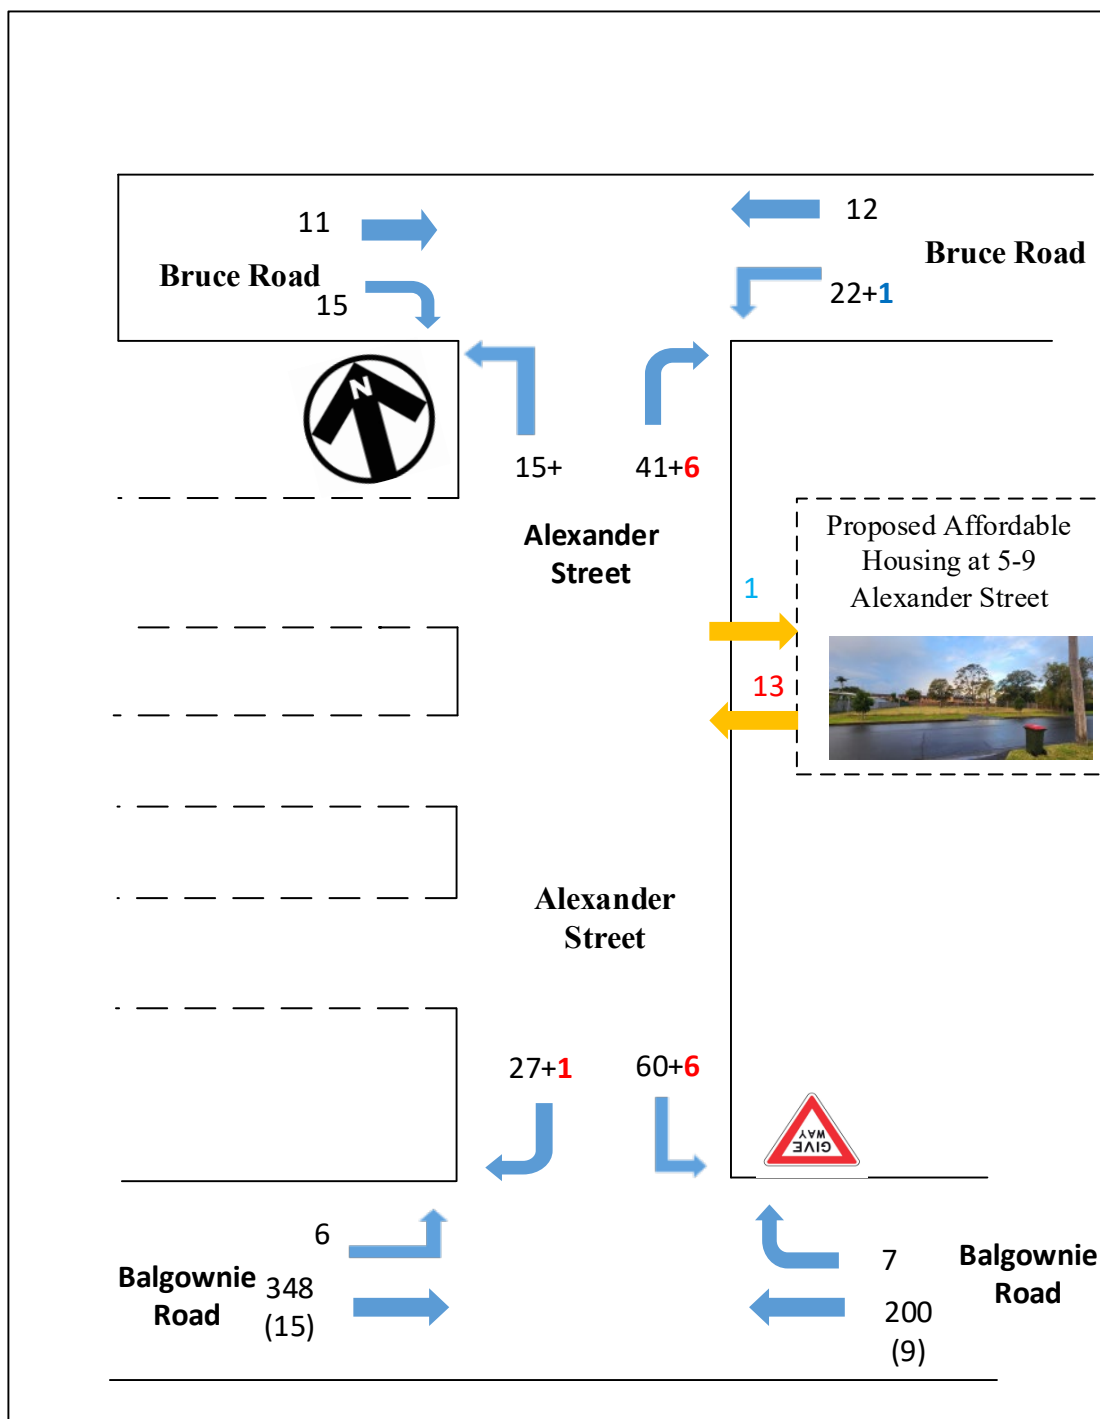 11
12
Bruce Road
Bruce Road
15
22+1
N
15+
41+6
Alexander
Street
Proposed Affordable
Housing at 5-9
Alexander Street
1
13
Alexander
Street
27+1
60+6
GIVE
WAY
6
7
Balgownie
Road
348
(15)
Balgownie
Road
200
(9)